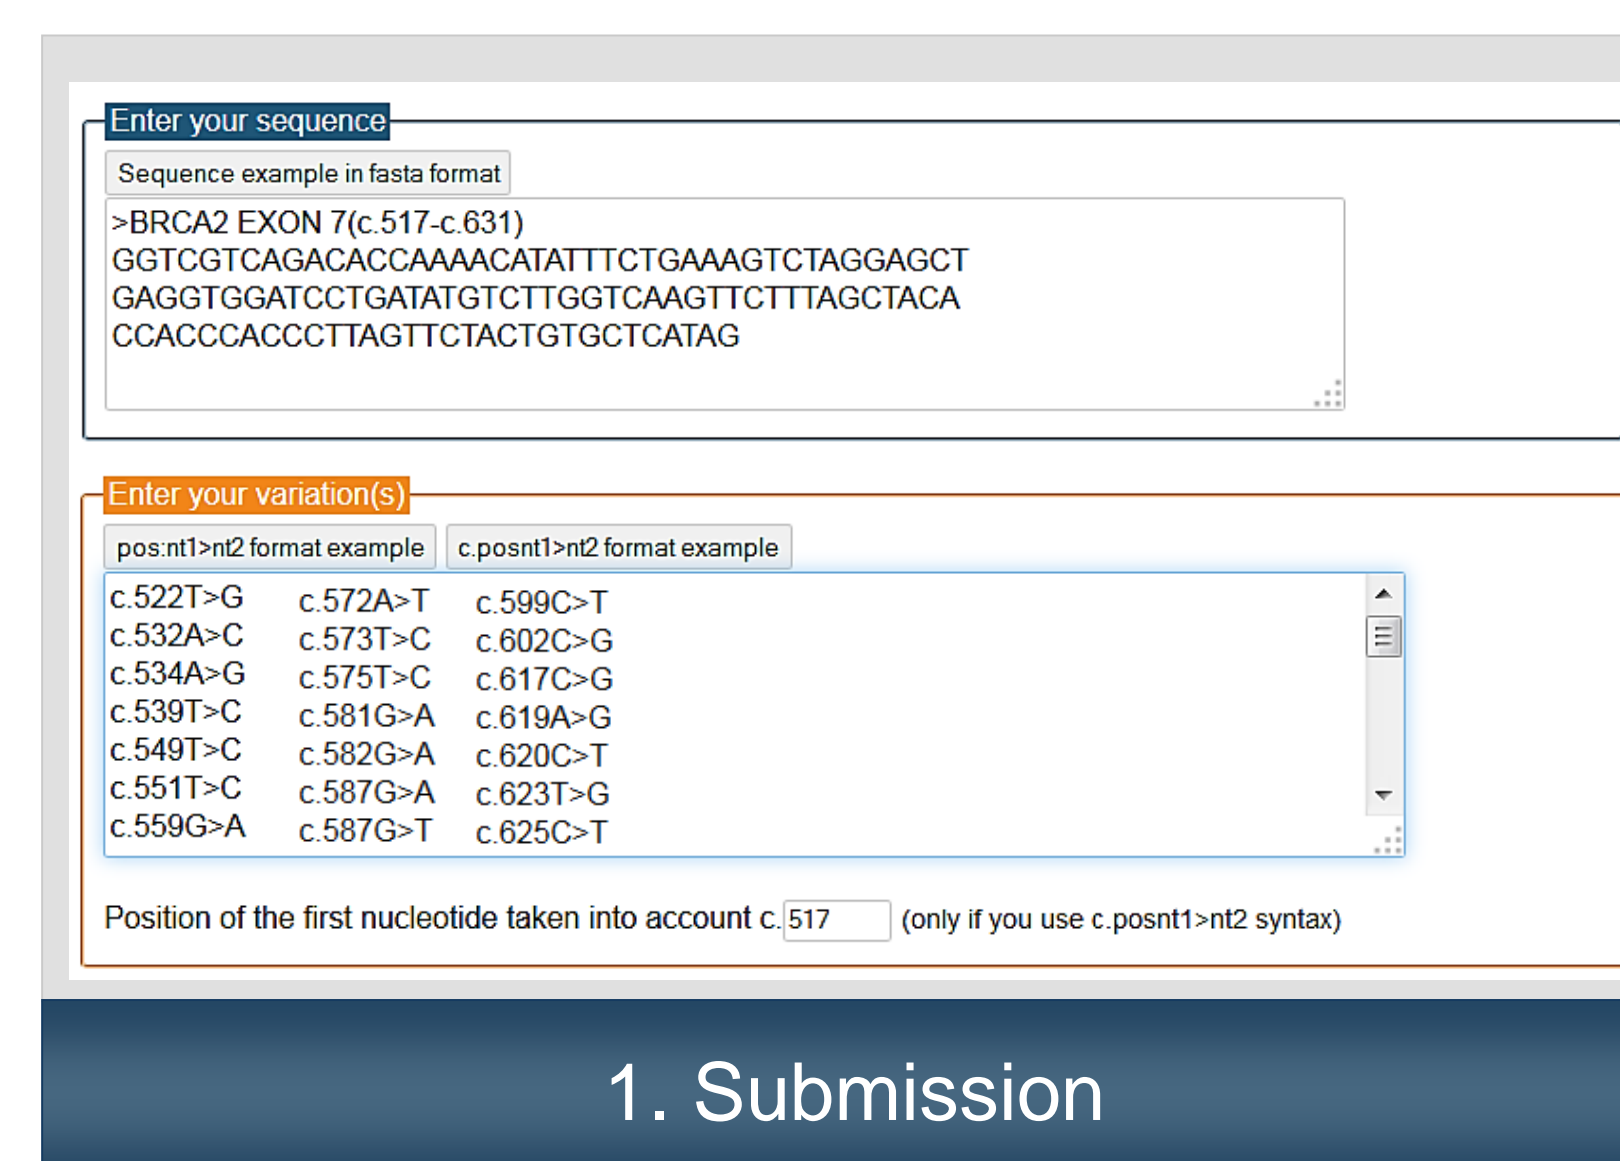 Enter your sequence
Sequence example in fasta format
>BRCA2 EXON 7(c.517-c.631)
GGTCGTCAGACACCAAAACATATTTCTGAAAGTCTAGGAGCT
GAGGTGGATCCTGATATGTCTTGGTCAAGTTCTTTAGCTACA
CCACCCACCCTTAGTTCTACTGTGCTCATAG
Enter your variation(s)
pos:nt1>nt2 format example c.posnt1>nt2 format example
c.522T>G c.572A>T c.599C>T
c.532A>C c.573T>C c.602C>G
c.534A>G c.575T>C c.617C>G
c.539T>C c.581G>A c.619A>G
c.549T>C c.582G>A c.620C>T
c.551T>C c.587G>A c.623T>G
c.559G>A c.587G>T c.625C>T
Position of the first nucleotide taken into account c. 517 (only if you use c.posnt1>nt2 syntax)
1. Submission